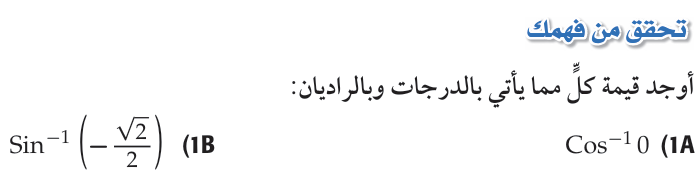 تحقق من فهمك
أوجد قيمة كلٍّ مما يأتي بالدرجات وبالراديان:
(1A Cos⁻¹ 0 (1B Sin⁻¹ (−√2/2)